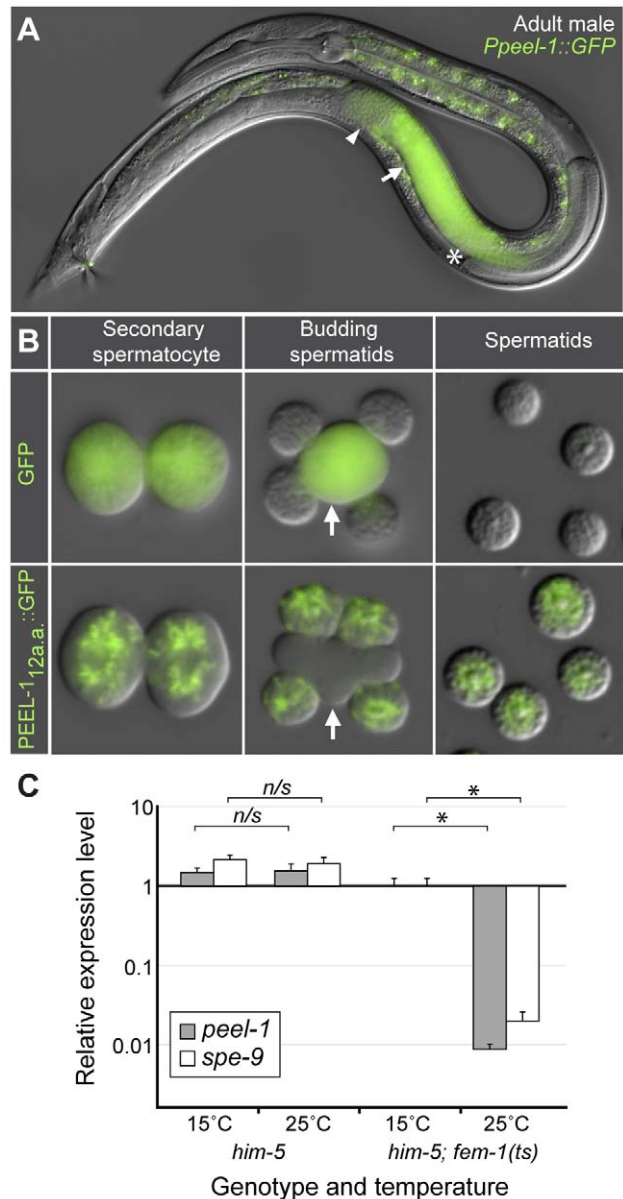 A
Adult male
Ppeel-1::GFP
*
B
Secondary spermatocyte
Budding spermatids
Spermatids
GFP
PEEL-1 12a.a.::GFP
C
n/s
*
n/s
*
Relative expression level
10
1
0.1
0.01
peel-1
spe-9
15˚C
25˚C
15˚C
25˚C
him-5
him-5; fem-1(ts)
Genotype and temperature